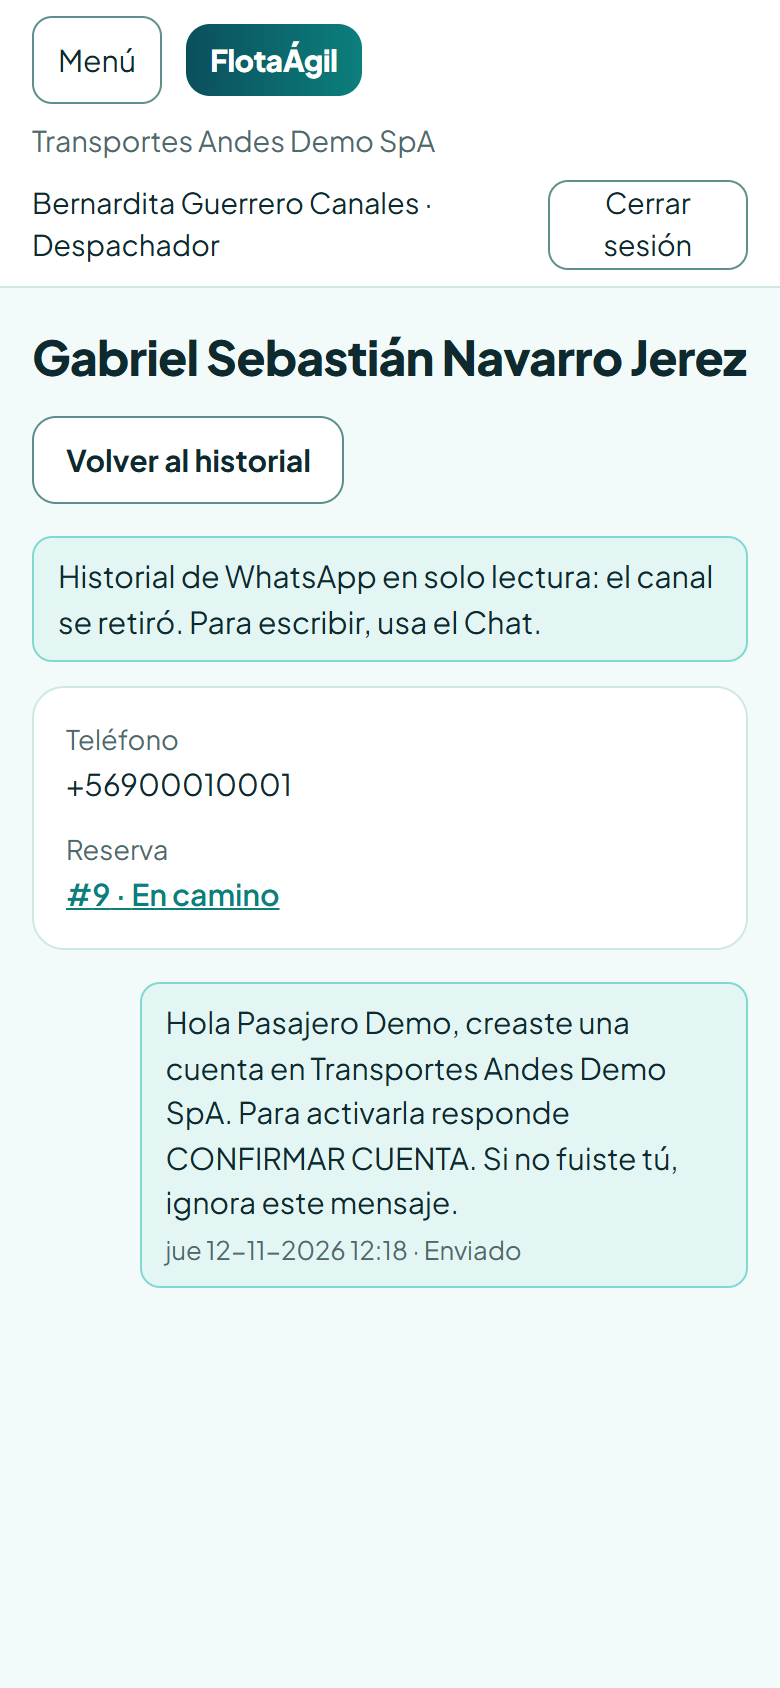 Menú
FlotaÁgil
Transportes Andes Demo SpA
Bernardita Guerrero Canales ·
Despachador
Cerrar
sesión
Gabriel Sebastián Navarro Jerez
Volver al historial
Historial de WhatsApp en solo lectura: el canal
se retiró. Para escribir, usa el Chat.
Teléfono
+56900010001
Reserva
#9 · En camino
Hola Pasajero Demo, creaste una
cuenta en Transportes Andes Demo
SpA. Para activarla responde
CONFIRMAR CUENTA. Si no fuiste tú,
ignora este mensaje.
jue 12-11-2026 12:18 · Enviado